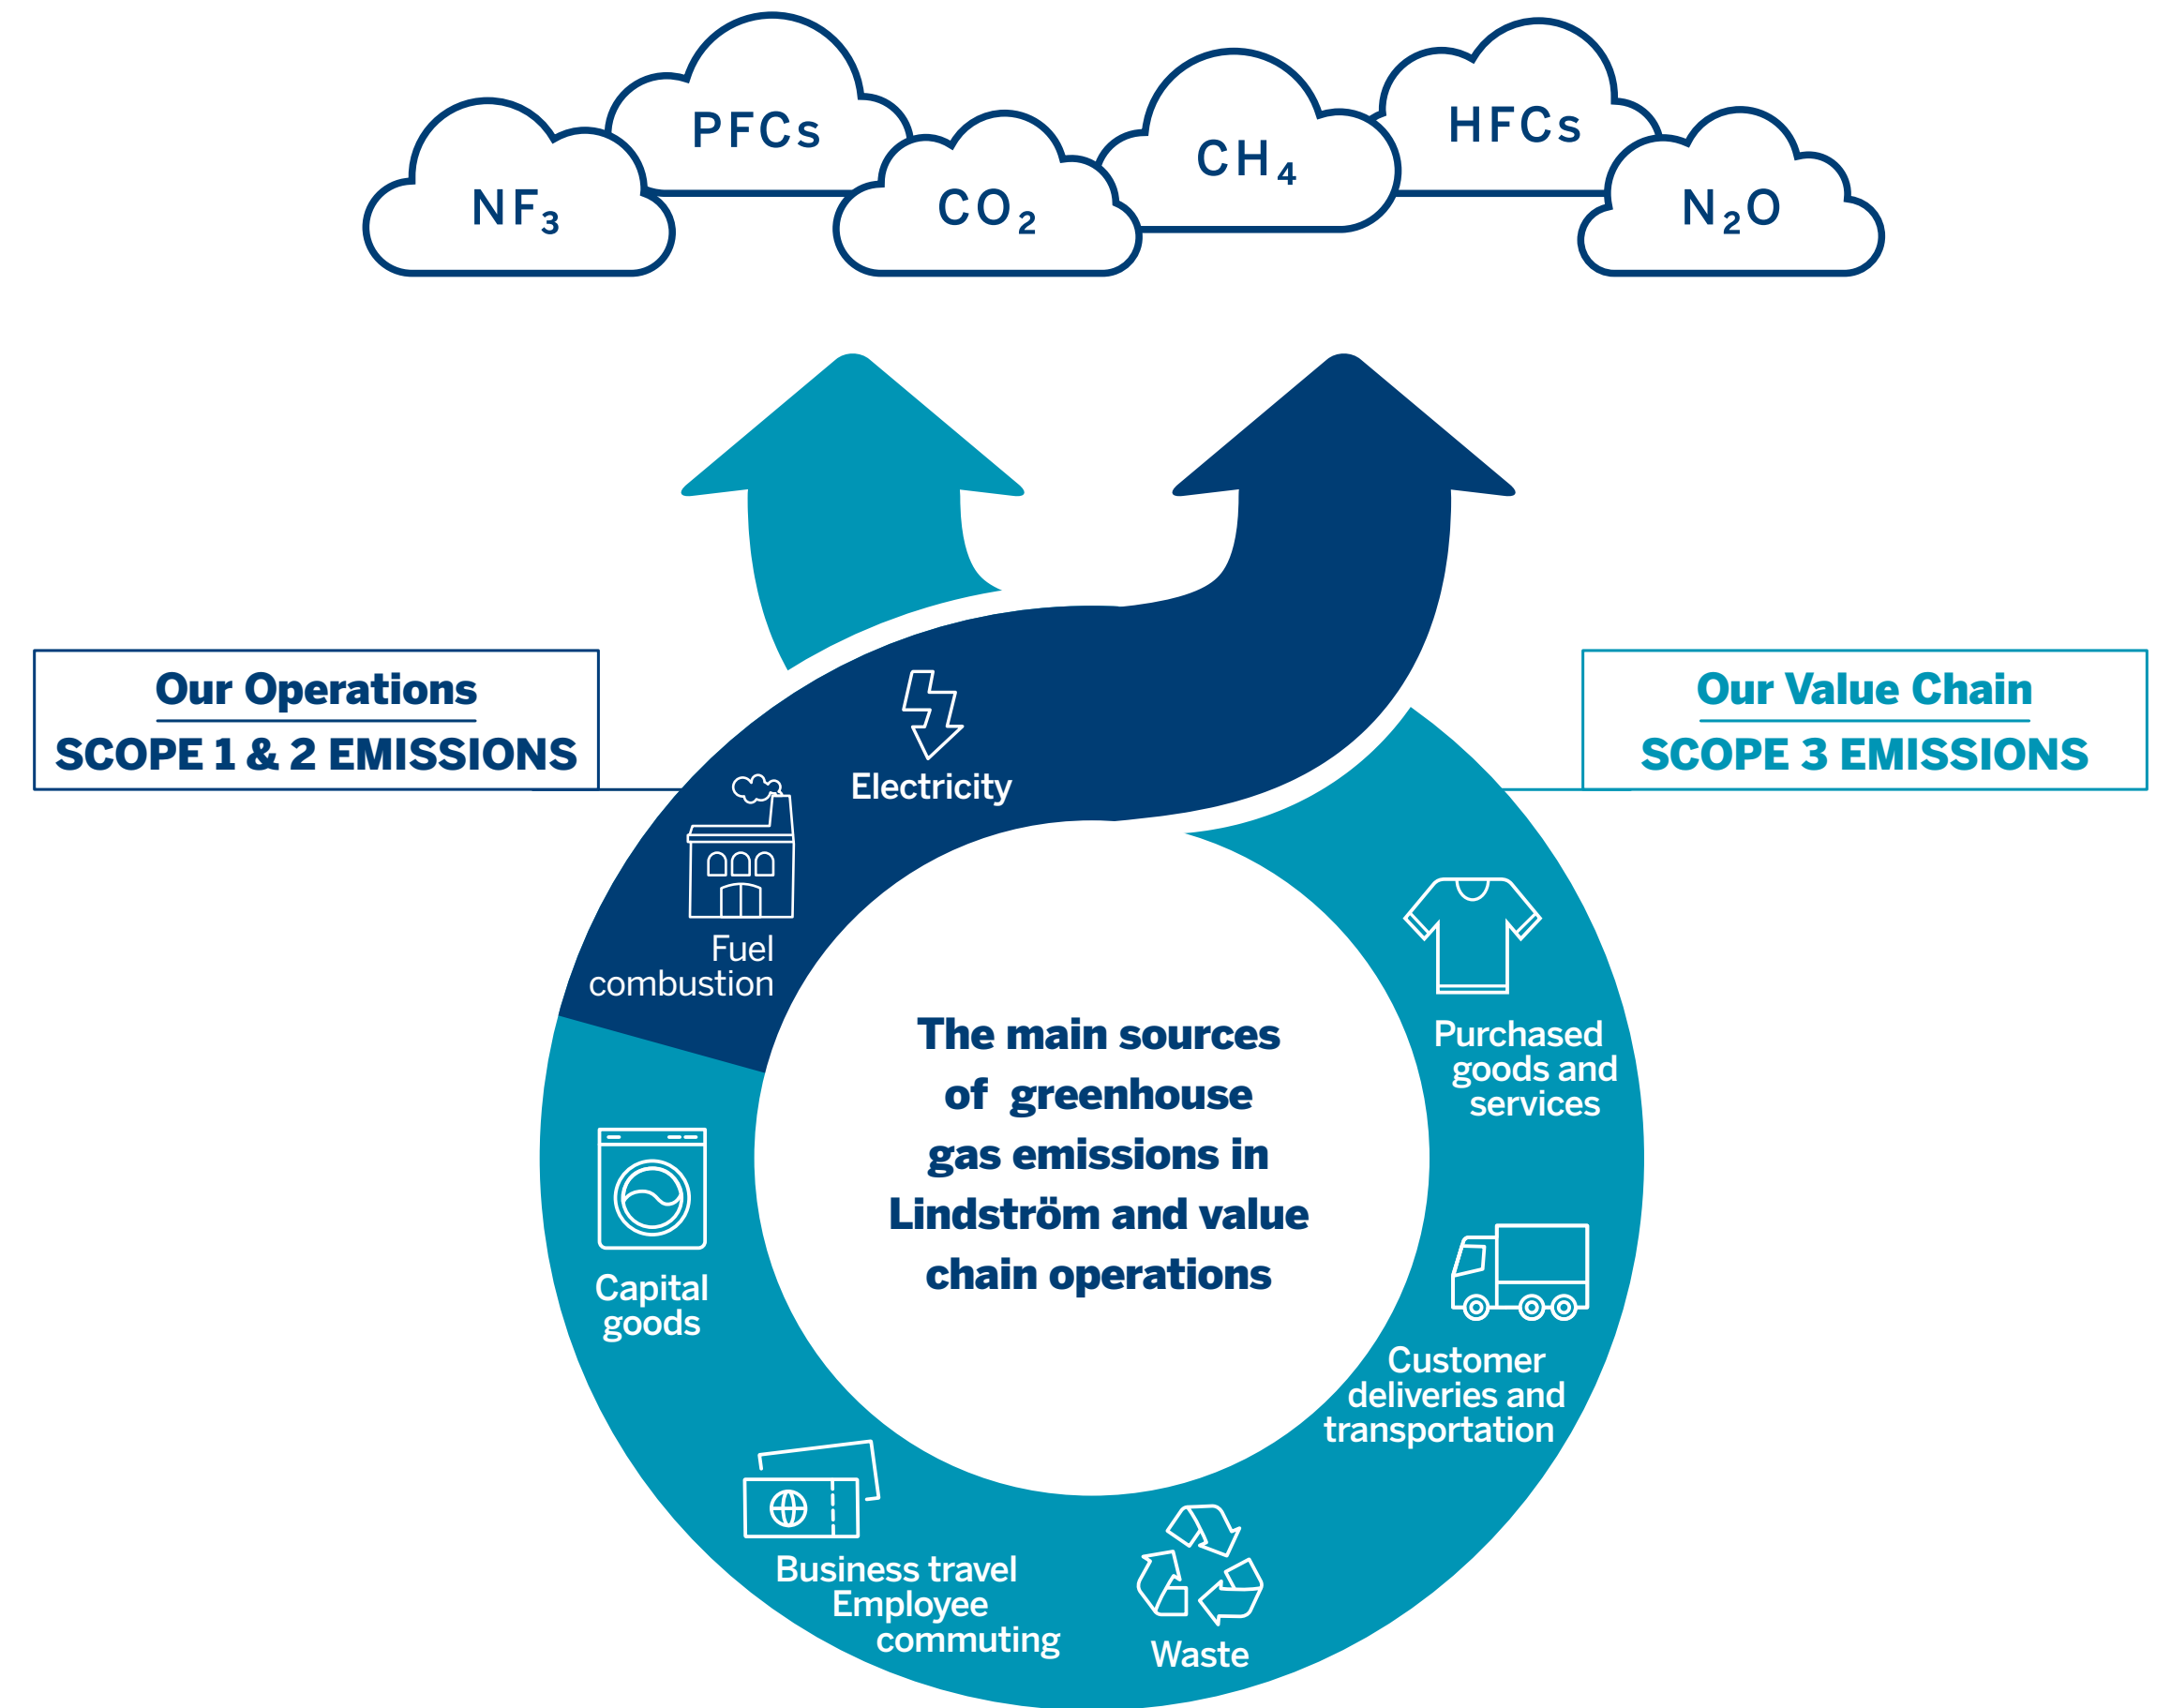 PFCs
HFCs
CH₄
NF₃
CO₂
N₂O
Our Operations
SCOPE 1 & 2 EMISSIONS
Our Value Chain
SCOPE 3 EMISSIONS
Electricity
Fuel
combustion
The main sources
of greenhouse
gas emissions in
Lindström and value
chain operations
Purchased
goods and
services
Customer
deliveries and
transportation
Capital
goods
Business travel
Employee
commuting
Waste